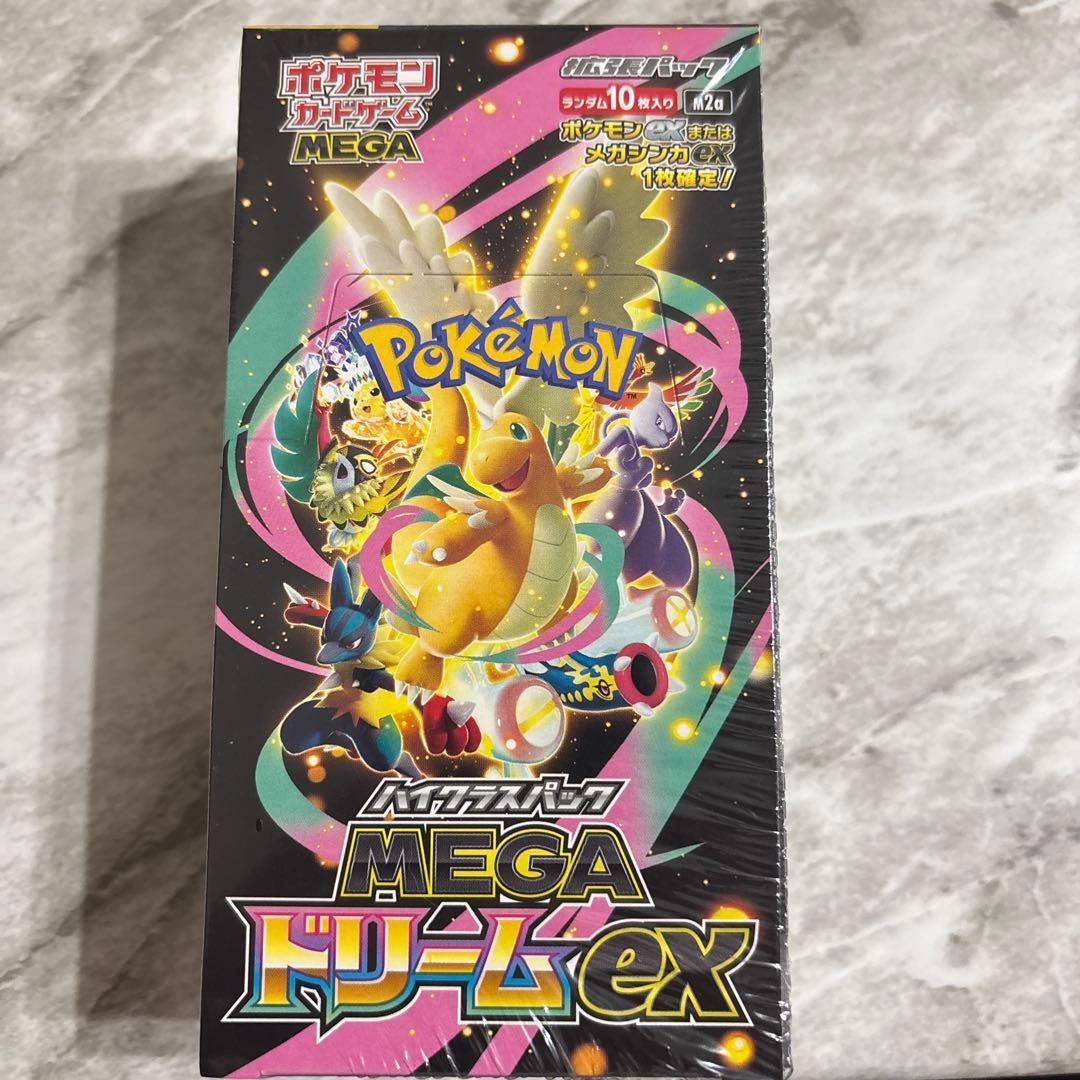 ポケモン
カードゲーム™
MEGA
拡張パック
ランダム10枚入り M2a
ポケモンexまたは
メガシンカex
1枚確定!
POKéMON™
ハイクラスパック
MEGA
ドリームex